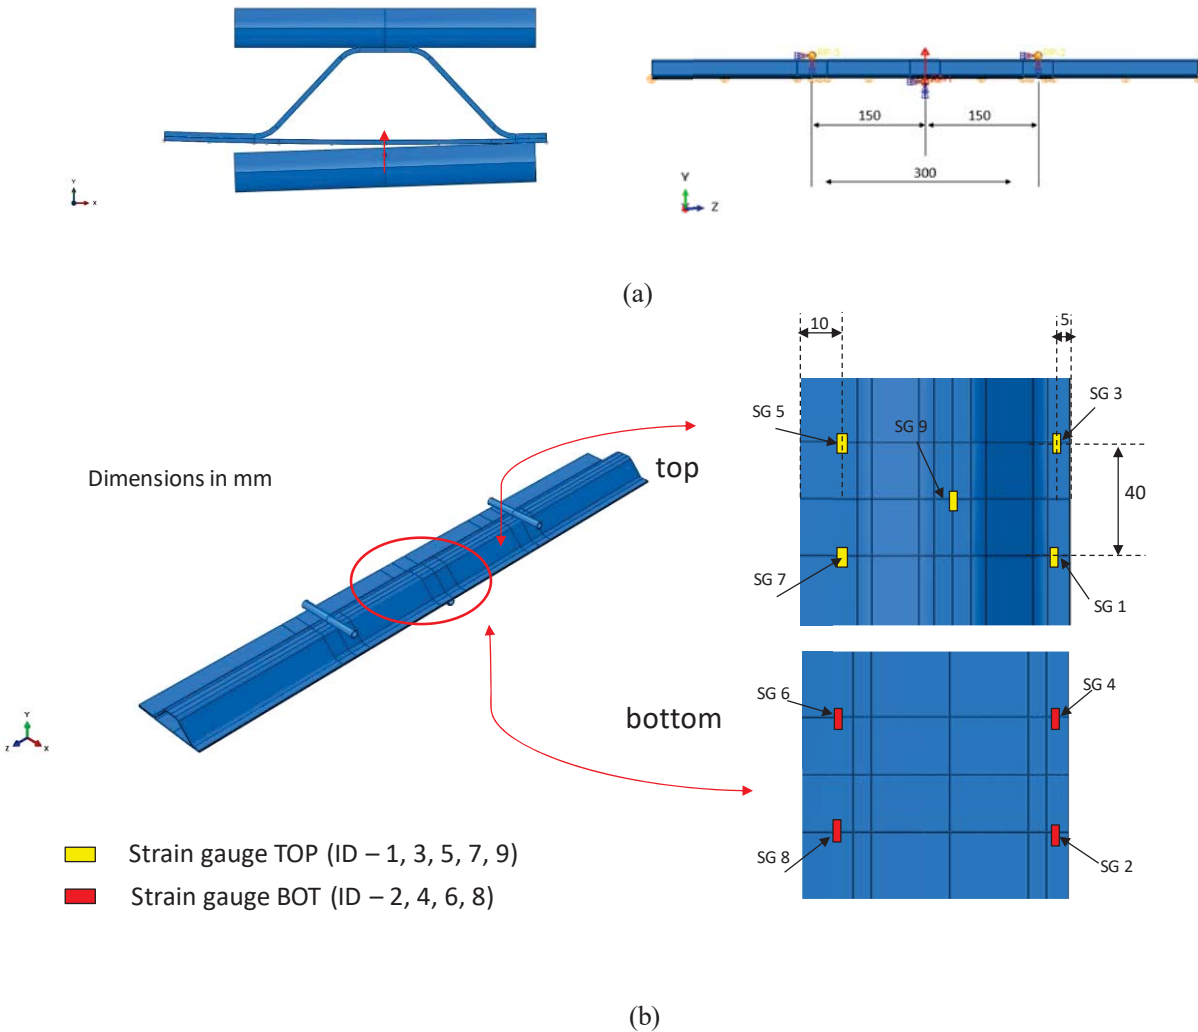 Y
X
150
150
300
Y
Z
(a)
10
5
SG 5
SG 9
SG 3
40
SG 7
SG 1
Dimensions in mm
top
SG 6
SG 4
bottom
SG 8
SG 2
Y
Z
X
Strain gauge TOP (ID – 1, 3, 5, 7, 9)
Strain gauge BOT (ID – 2, 4, 6, 8)
(b)